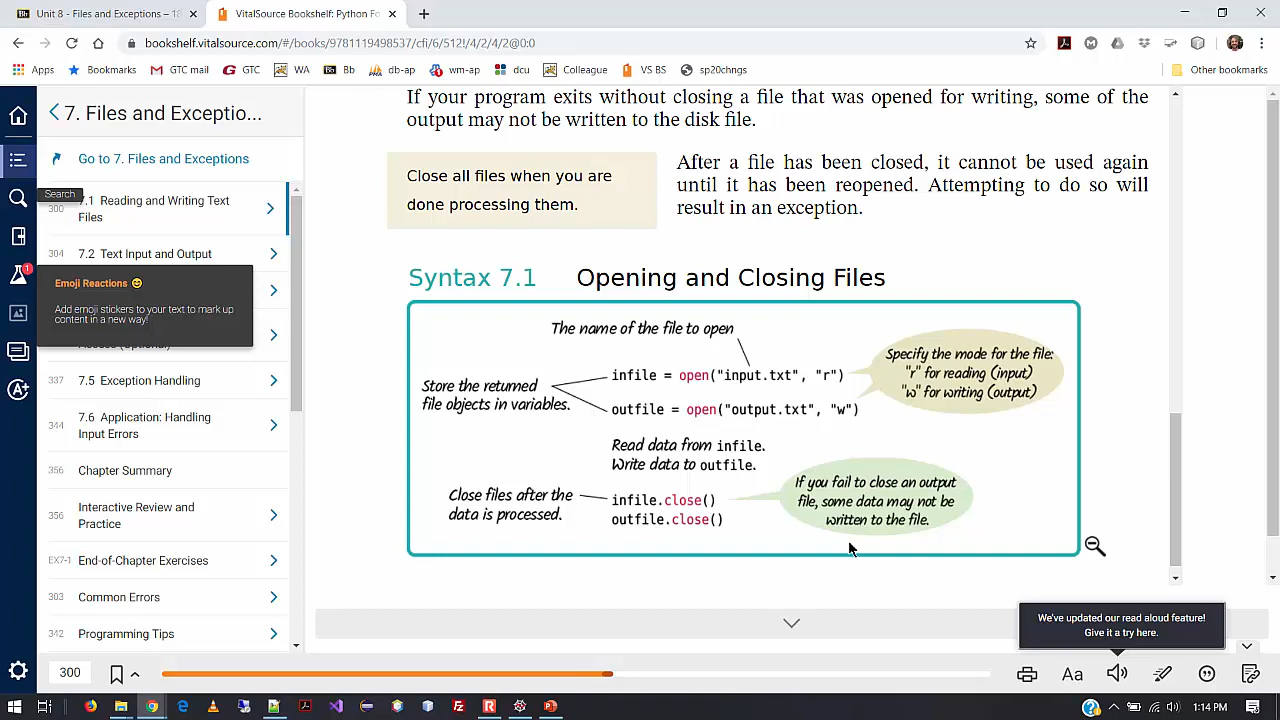 Unit 8 - Files and Exceptions – 18
VitalSource Bookshelf: Python Fo
bookshelf.vitalsource.com/#/books/9781119498537/cfi/6/512!/4/2/4/2@0:0
Apps
Bookmarks
GTC mail
GTC
WA
Bb
db-ap
wm-ap
dcu
Colleague
VS BS
sp20chngs
Other bookmarks
7. Files and Exceptio...
Go to 7. Files and Exceptions
Search
300 7.1 Reading and Writing Text
Files
304 7.2 Text Input and Output
Emoji Reactions 😊
Add emoji stickers to your text to mark up
content in a new way!
Access (Optional)
337 7.5 Exception Handling
344 7.6 Application: Handling
Input Errors
356 Chapter Summary
356 Interactive Review and
Practice
EX7-1 End-of-Chapter Exercises
303 Common Errors
342 Programming Tips
If your program exits without closing a file that was opened for writing, some of the
output may not be written to the disk file.
Close all files when you are
done processing them.
After a file has been closed, it cannot be used again
until it has been reopened. Attempting to do so will
result in an exception.
Syntax 7.1 Opening and Closing Files
The name of the file to open
Store the returned
file objects in variables.
infile = open("input.txt", "r")
outfile = open("output.txt", "w")
Specify the mode for the file:
"r" for reading (input)
"w" for writing (output)
Read data from infile.
Write data to outfile.
Close files after the
data is processed.
infile.close()
outfile.close()
If you fail to close an output
file, some data may not be
written to the file.
We've updated our read aloud feature!
Give it a try here.
300
Aa
1:14 PM